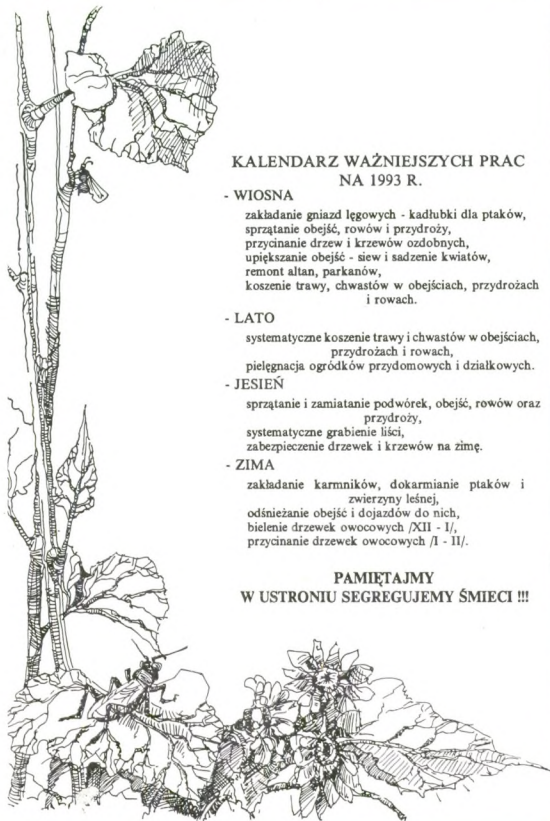 KALENDARZ WAŻNIEJSZYCH PRAC
NA 1993 R.
- WIOSNA
zakładanie gniazd lęgowych - kadłubki dla ptaków,
sprzątanie obejść, rowów i przydroży,
przycinanie drzew i krzewów ozdobnych,
upiększanie obejść - siew i sadzenie kwiatów,
remont altan, parkanów,
koszenie trawy, chwastów w obejściach, przydrożach
i rowach.
- LATO
systematyczne koszenie trawy i chwastów w obejściach,
przydrożach i rowach,
pielęgnacja ogródków przydomowych i działkowych.
- JESIEŃ
sprzątanie i zamiatanie podwórek, obejść, rowów oraz
przydroży,
systematyczne grabienie liści,
zabezpieczenie drzewek i krzewów na zimę.
- ZIMA
zakładanie karmników, dokarmianie ptaków i
zwierzyny leśnej,
odśnieżanie obejść i dojazdów do nich,
bielenie drzewek owocowych /XII - I/,
przycinanie drzewek owocowych /I - II/.
PAMIĘTAJMY
W USTRONIU SEGREGUJEMY ŚMIECI !!!